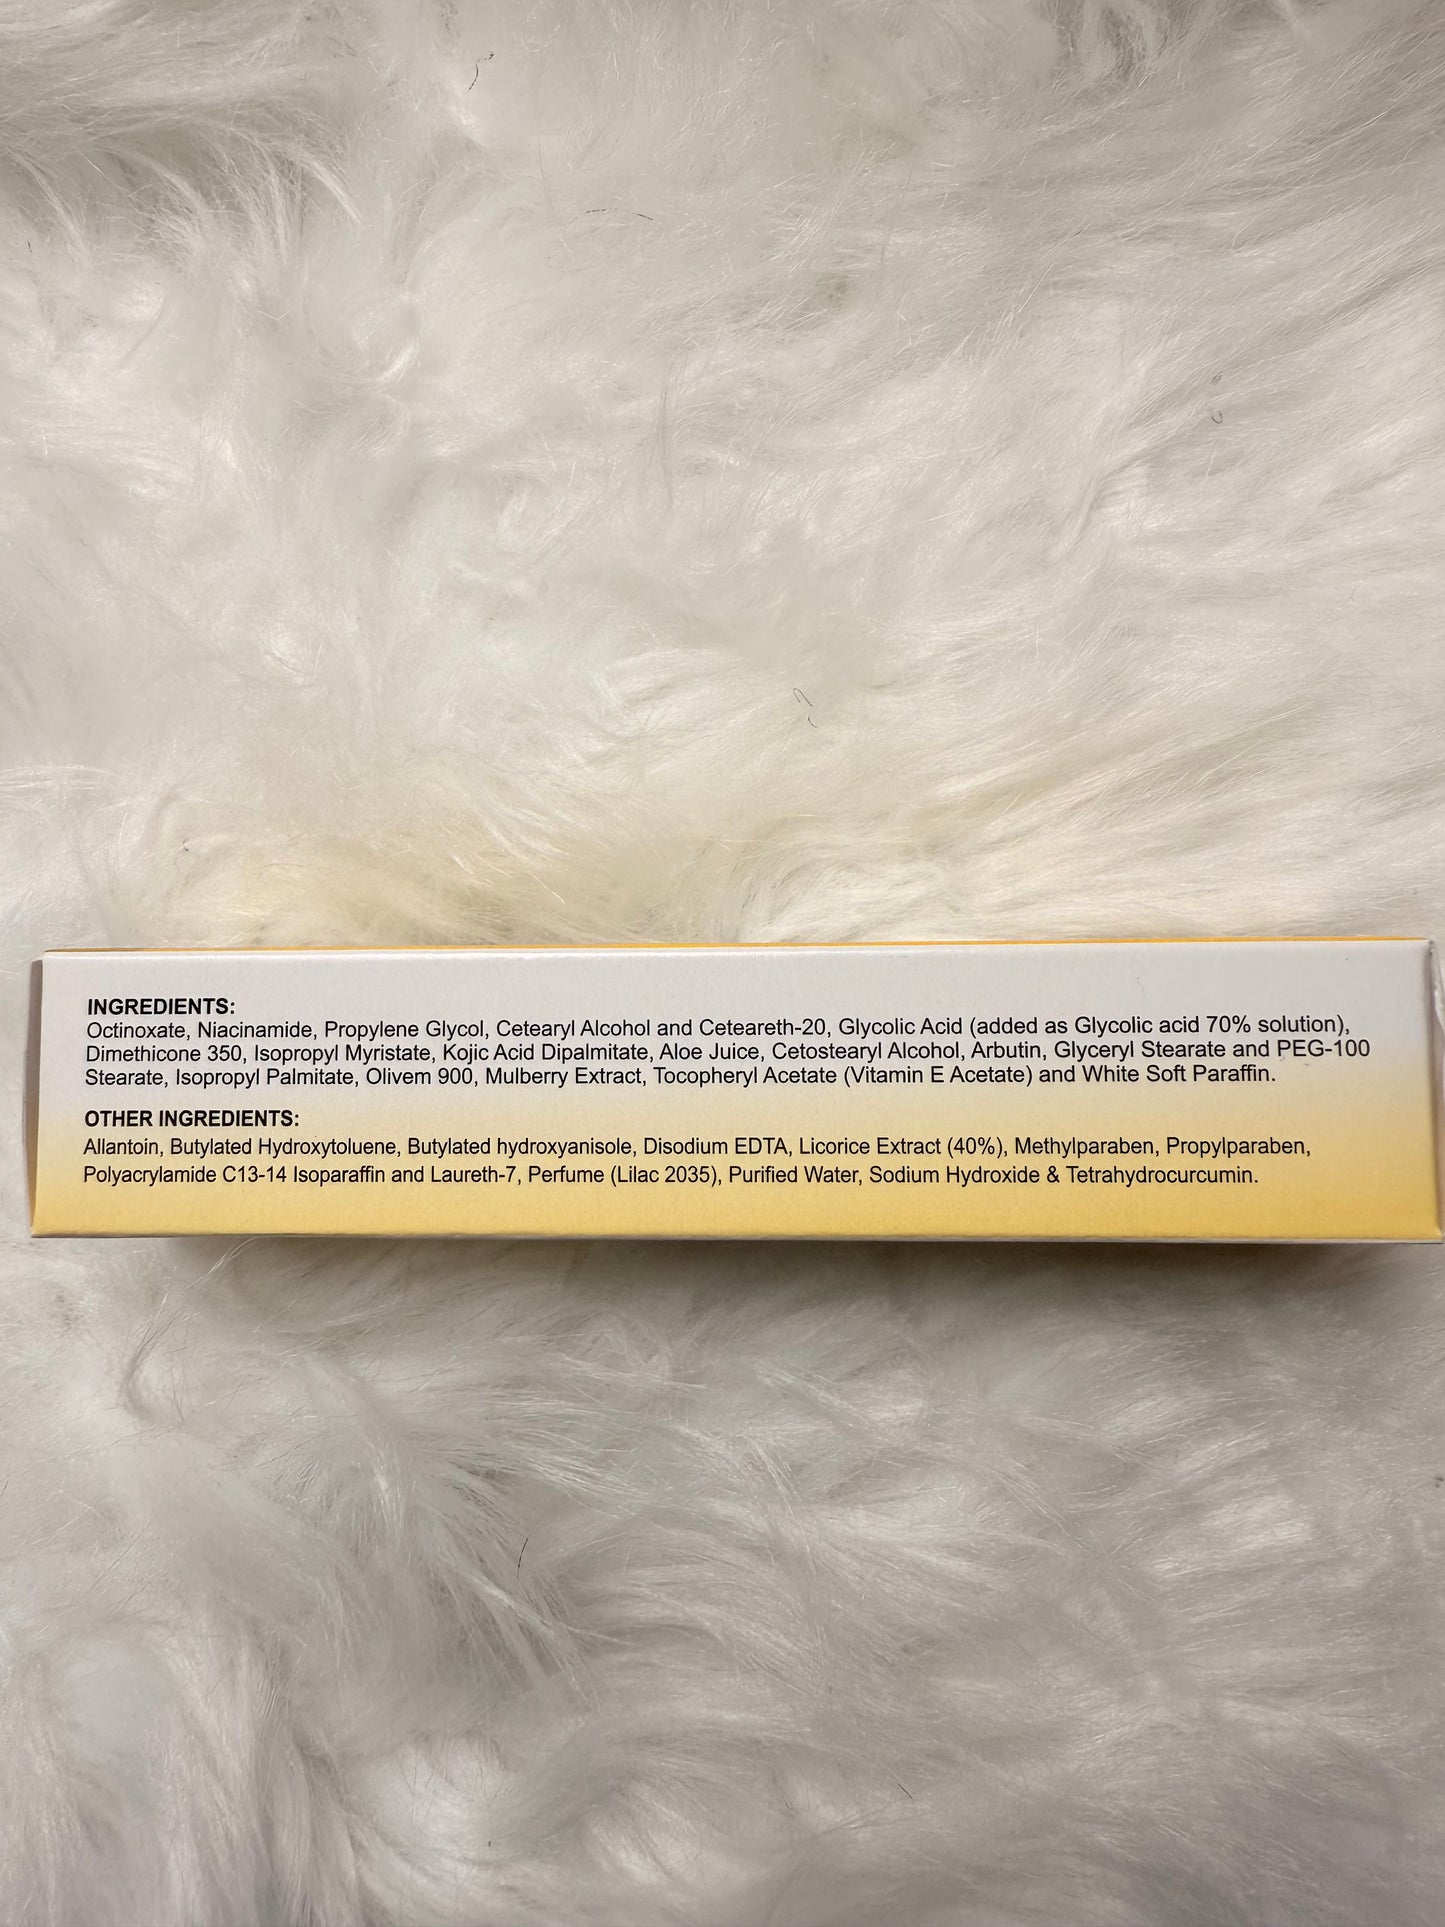 INGREDIENTS:
Octinoxate, Niacinamide, Propylene Glycol, Cetearyl Alcohol and Ceteareth-20, Glycolic Acid (added as Glycolic acid 70% solution),
Dimethicone 350, Isopropyl Myristate, Kojic Acid Dipalmitate, Aloe Juice, Cetostearyl Alcohol, Arbutin, Glyceryl Stearate and PEG-100
Stearate, Isopropyl Palmitate, Olivem 900, Mulberry Extract, Tocopheryl Acetate (Vitamin E Acetate) and White Soft Paraffin.
OTHER INGREDIENTS:
Allantoin, Butylated Hydroxytoluene, Butylated hydroxyanisole, Disodium EDTA, Licorice Extract (40%), Methylparaben, Propylparaben,
Polyacrylamide C13-14 Isoparaffin and Laureth-7, Perfume (Lilac 2035), Purified Water, Sodium Hydroxide & Tetrahydrocurcumin.